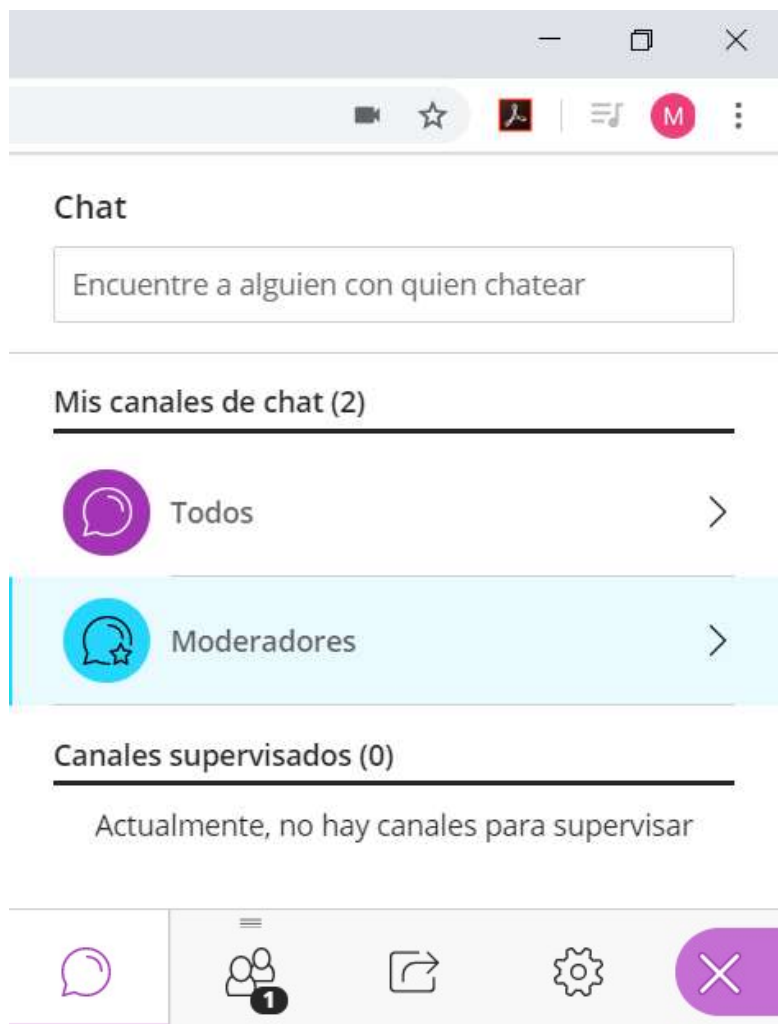 M
Chat
Encuentre a alguien con quien chatear
Mis canales de chat (2)
Todos
Moderadores
Canales supervisados (0)
Actualmente, no hay canales para supervisar
1